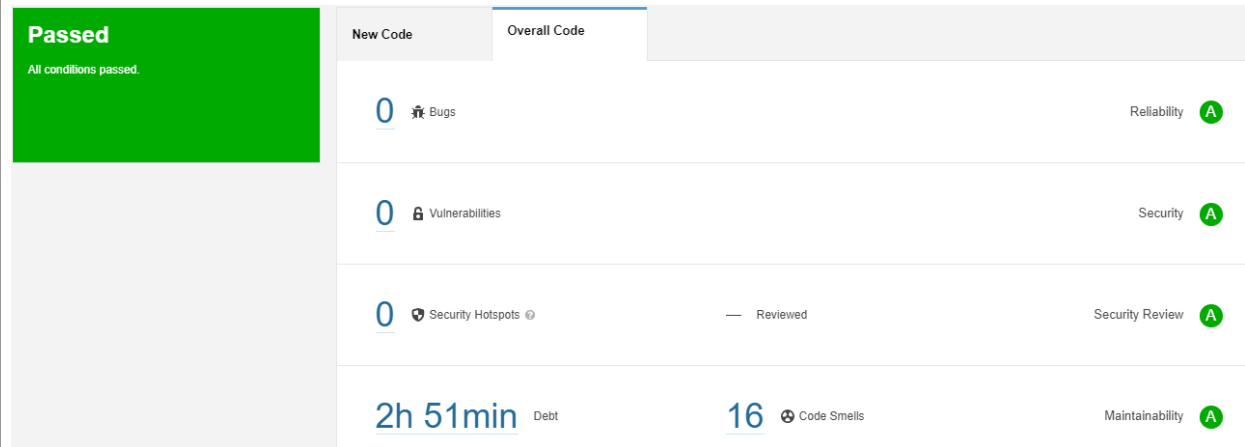 Passed
All conditions passed.
New Code
Overall Code
0 Bugs
Reliability A
0 Vulnerabilities
Security A
0 Security Hotspots ?
— Reviewed
Security Review A
2h 51min Debt
16 Code Smells
Maintainability A